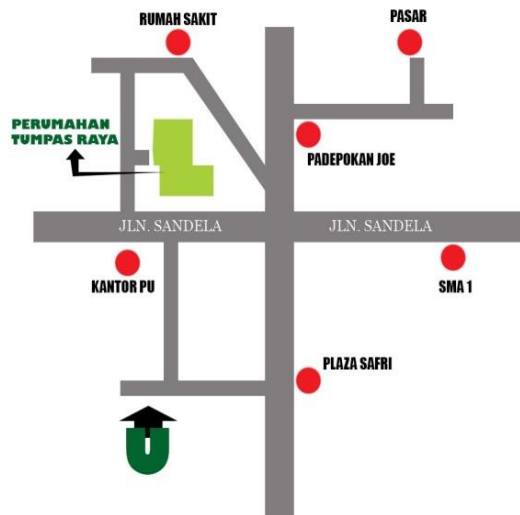 RUMAH SAKIT
PASAR
PERUMAHAN
TUMPAS RAYA
PADEPOKAN JOE
JLN. SANDELA
JLN. SANDELA
KANTOR PU
SMA 1
PLAZA SAFRI
U